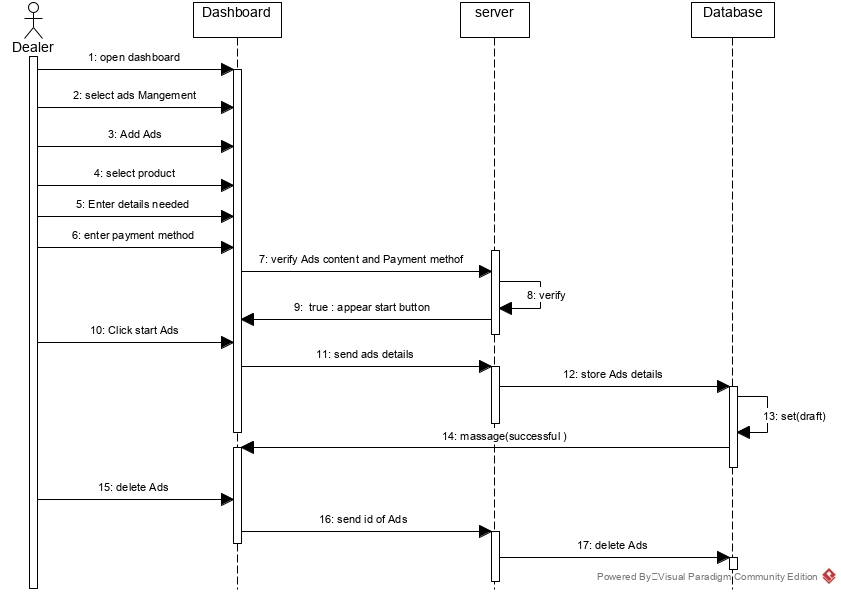 Dashboard
server
Database
Dealer
1: open dashboard
2: select ads Mangement
3: Add Ads
4: select product
5: Enter details needed
6: enter payment method
7: verify Ads content and Payment methof
8: verify
9:  true : appear start button
10: Click start Ads
11: send ads details
12: store Ads details
13: set(draft)
14: massage(successful )
15: delete Ads
16: send id of Ads
17: delete Ads
Powered By Visual Paradigm Community Edition